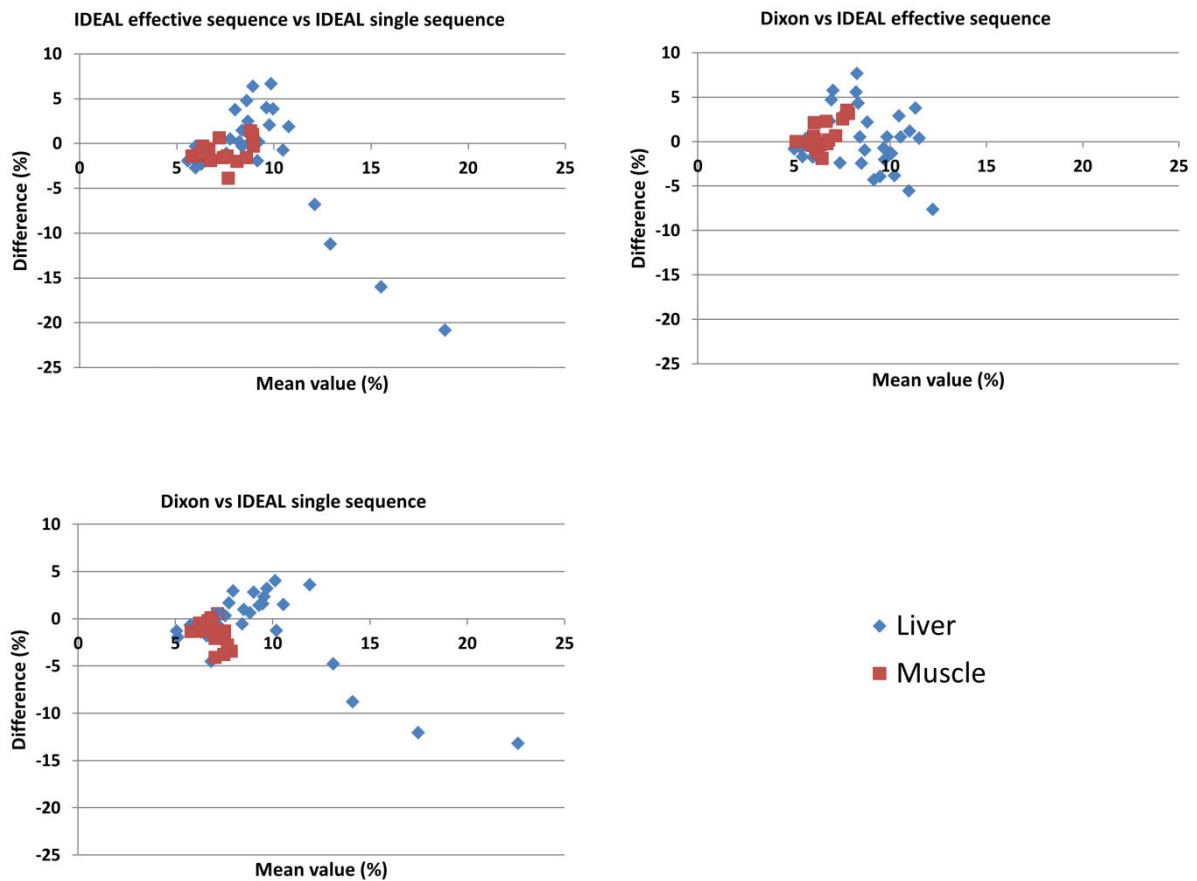 IDEAL effective sequence vs IDEAL single sequence
10
5
0
0 5 10 15 20 25
-5
-10
-15
-20
-25
Difference (%)
Mean value (%)
Dixon vs IDEAL effective sequence
10
5
0
0 5 10 15 20 25
-5
-10
-15
-20
-25
Difference (%)
Mean value (%)
Dixon vs IDEAL single sequence
10
5
0
0 5 10 15 20 25
-5
-10
-15
-20
-25
Difference (%)
Mean value (%)
Liver
Muscle